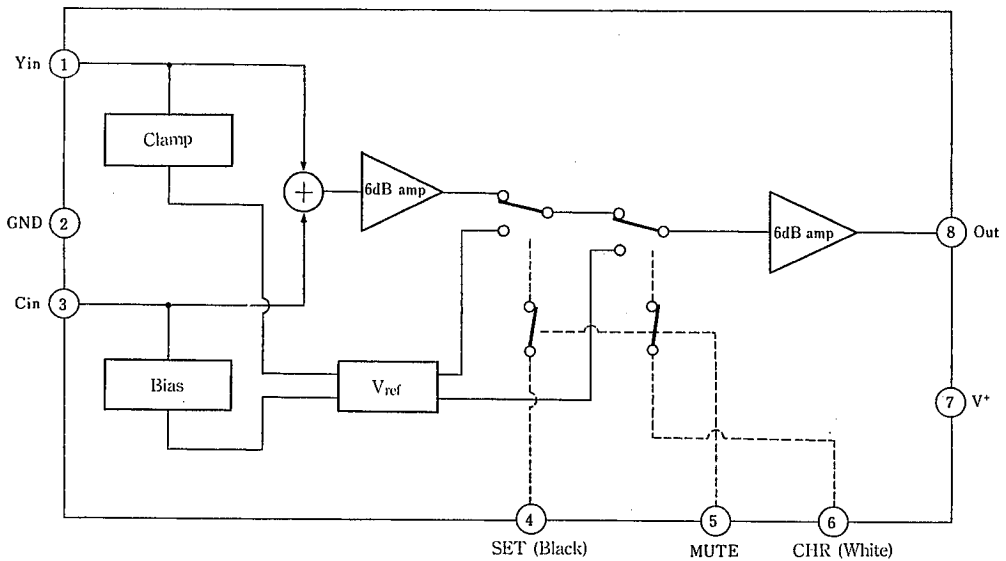 Yin 1
Clamp
GND 2
+
6dB amp
6dB amp
8 Out
Cin 3
Bias
Vref
7 V+
4
5
6
SET (Black)
MUTE
CHR (White)